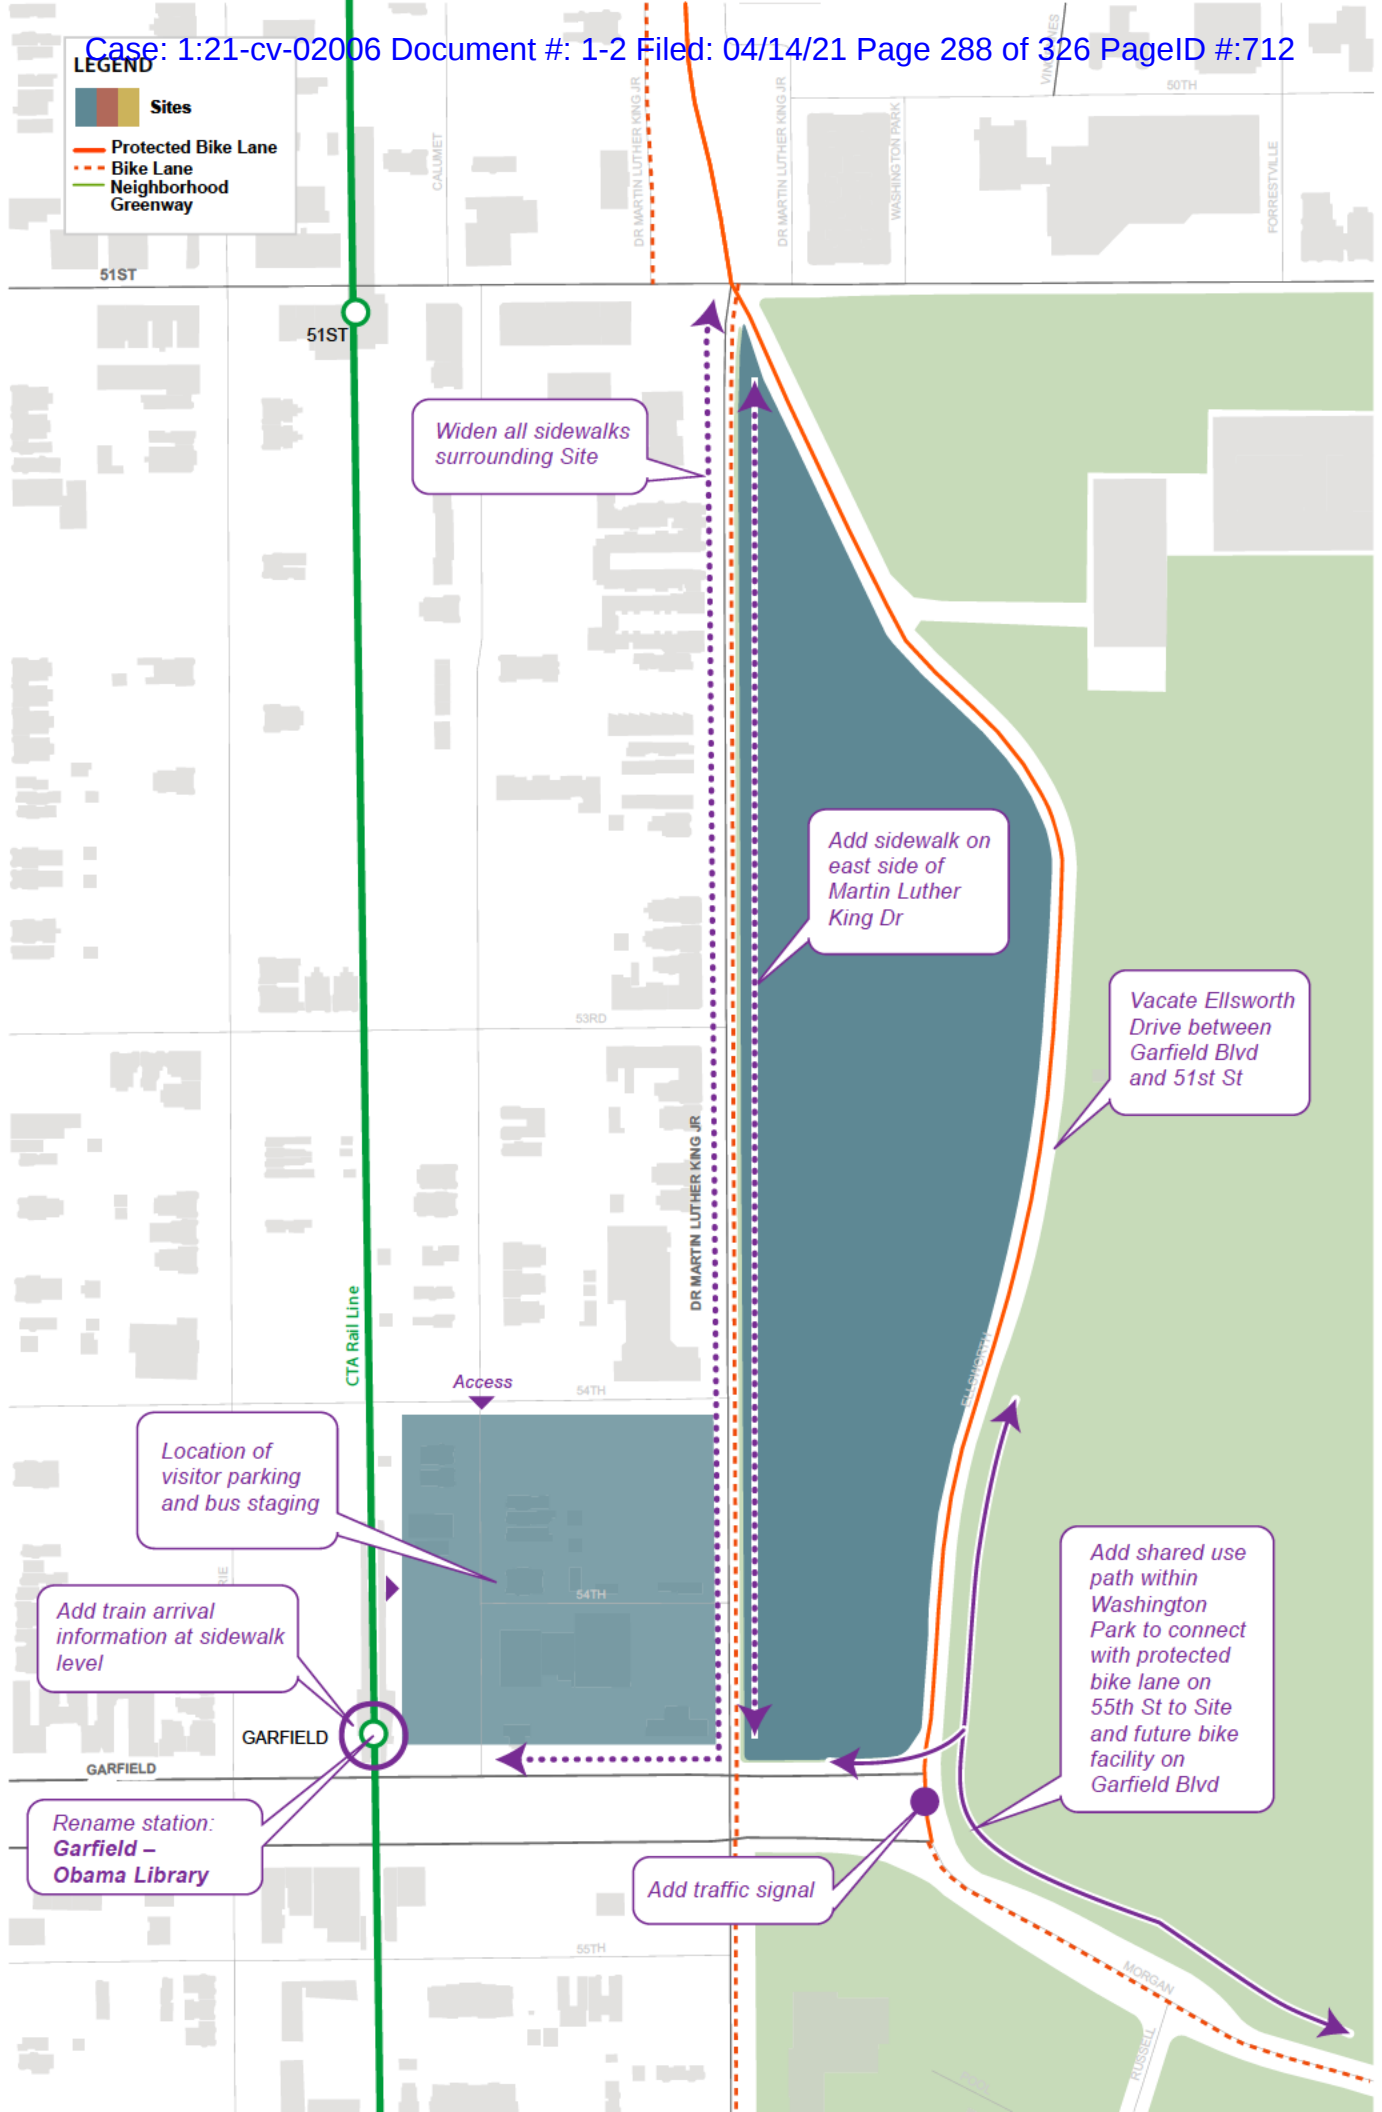 Case: 1:21-cv-02006 Document #: 1-2 Filed: 04/14/21 Page 288 of 326 PageID #:712
LEGEND
Sites
Protected Bike Lane
Bike Lane
Neighborhood
Greenway
CALUMET
DR MARTIN LUTHER KING JR
DR MARTIN LUTHER KING JR
WASHINGTON PARK
50TH
FORRESTVILLE
51ST
51ST
Widen all sidewalks
surrounding Site
Add sidewalk on
east side of
Martin Luther
King Dr
Vacate Ellsworth
Drive between
Garfield Blvd
and 51st St
53RD
DR MARTIN LUTHER KING JR
CTA Rail Line
ELLSWORTH
Access
54TH
Location of
visitor parking
and bus staging
54TH
RIE
Add train arrival
information at sidewalk
level
Add shared use
path within
Washington
Park to connect
with protected
bike lane on
55th St to Site
and future bike
facility on
Garfield Blvd
GARFIELD
GARFIELD
Rename station:
Garfield –
Obama Library
Add traffic signal
55TH
MORGAN
RUSSELL